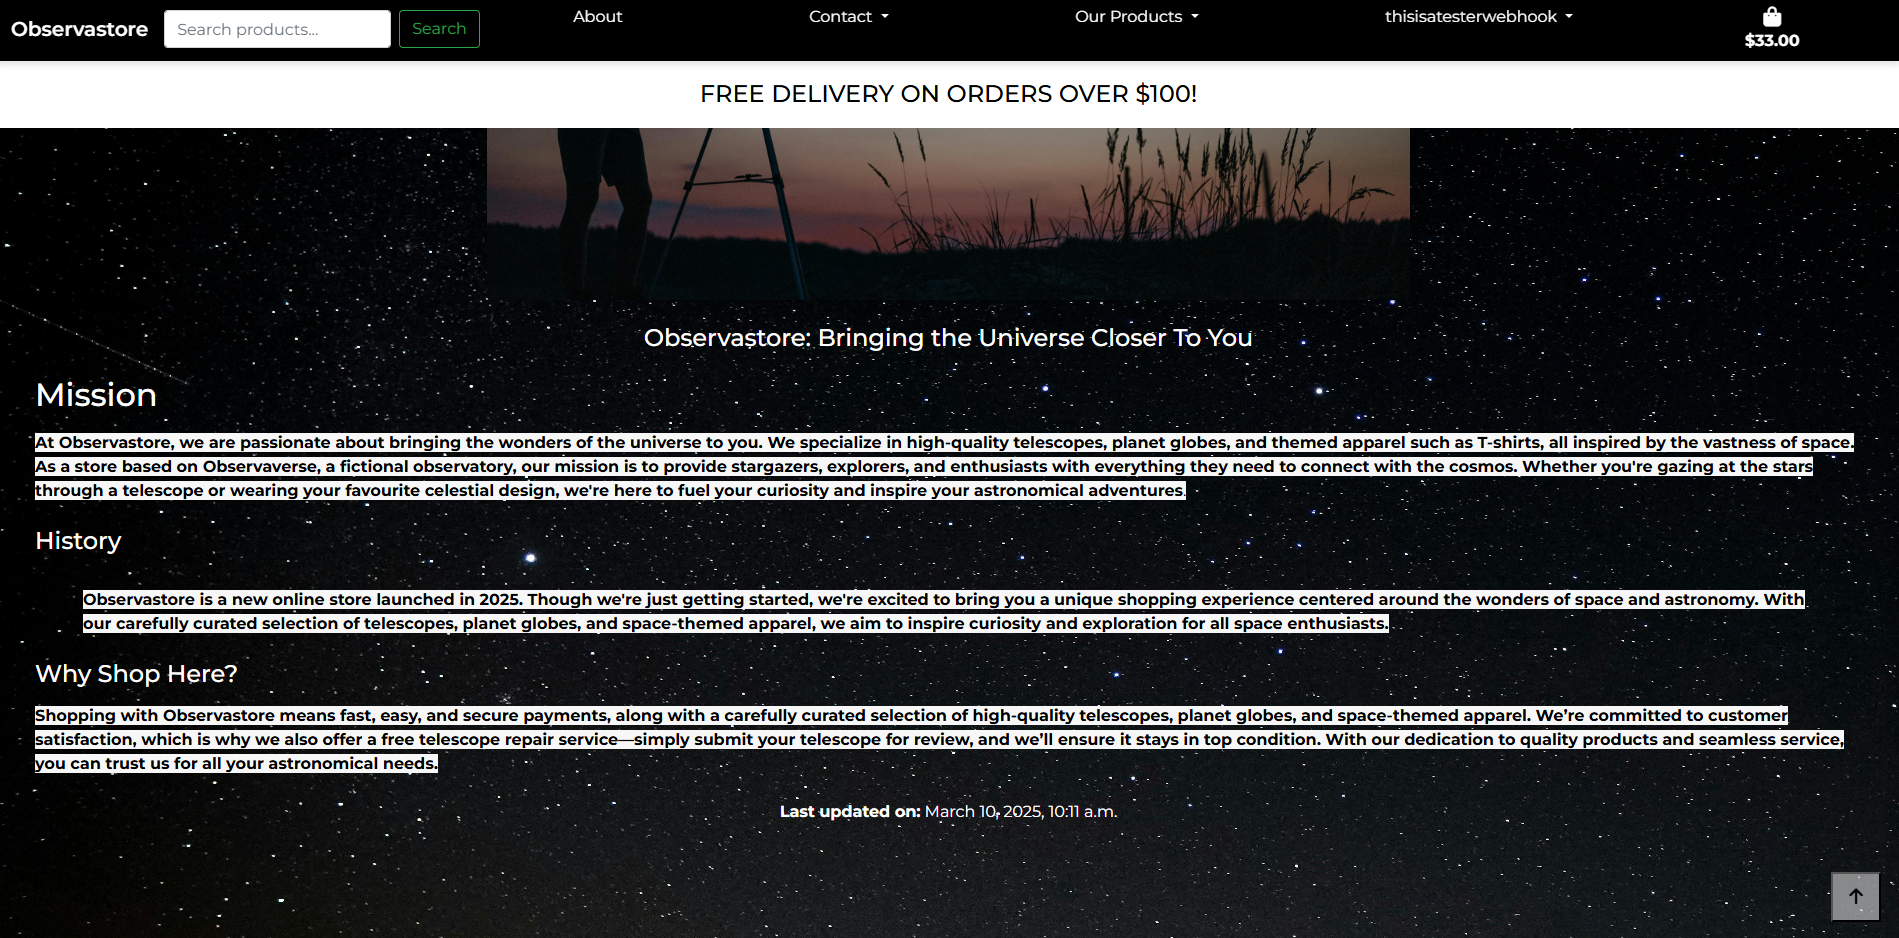 Observastore
Search products...
Search
About
Contact
Our Products
thisisatesterwebhook
$33.00
FREE DELIVERY ON ORDERS OVER $100!
Observastore: Bringing the Universe Closer To You
Mission
At Observastore, we are passionate about bringing the wonders of the universe to you. We specialize in high-quality telescopes, planet globes, and themed apparel such as T-shirts, all inspired by the vastness of space.
As a store based on Observaverse, a fictional observatory, our mission is to provide stargazers, explorers, and enthusiasts with everything they need to connect with the cosmos. Whether you're gazing at the stars
through a telescope or wearing your favourite celestial design, we're here to fuel your curiosity and inspire your astronomical adventures.
History
Observastore is a new online store launched in 2025. Though we're just getting started, we're excited to bring you a unique shopping experience centered around the wonders of space and astronomy. With
our carefully curated selection of telescopes, planet globes, and space-themed apparel, we aim to inspire curiosity and exploration for all space enthusiasts.
Why Shop Here?
Shopping with Observastore means fast, easy, and secure payments, along with a carefully curated selection of high-quality telescopes, planet globes, and space-themed apparel. We’re committed to customer
satisfaction, which is why we also offer a free telescope repair service—simply submit your telescope for review, and we’ll ensure it stays in top condition. With our dedication to quality products and seamless service,
you can trust us for all your astronomical needs.
Last updated on: March 10, 2025, 10:11 a.m.